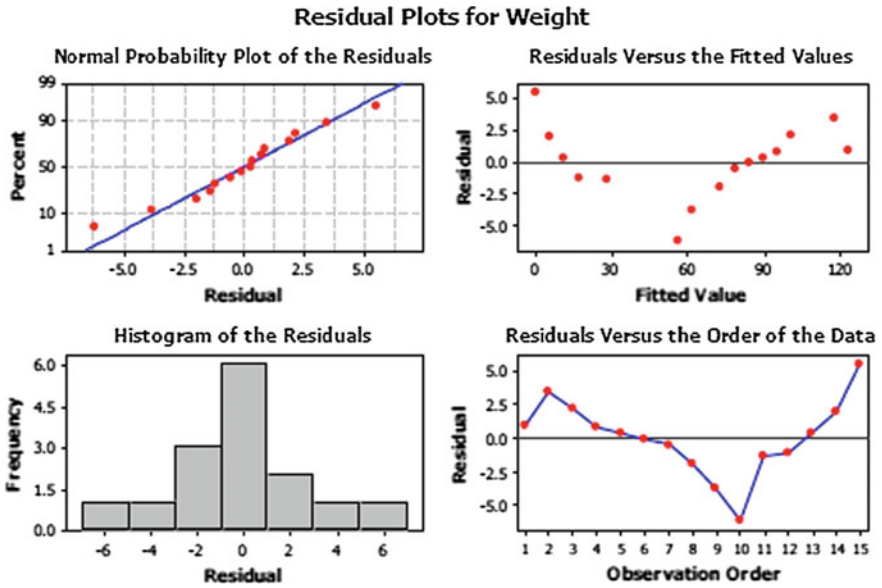 Residual Plots for Weight
Normal Probability Plot of the Residuals
99
90
50
10
1
Percent
-5.0 -2.5 0.0 2.5 5.0
Residual
Residuals Versus the Fitted Values
5.0
2.5
0.0
-2.5
-5.0
Residual
0 30 60 90 120
Fitted Value
Histogram of the Residuals
6.0
4.5
3.0
1.5
0.0
Frequency
-6 -4 -2 0 2 4 6
Residual
Residuals Versus the Order of the Data
5.0
2.5
0.0
-2.5
-5.0
Residual
1 2 3 4 5 6 7 8 9 10 11 12 13 14 15
Observation Order